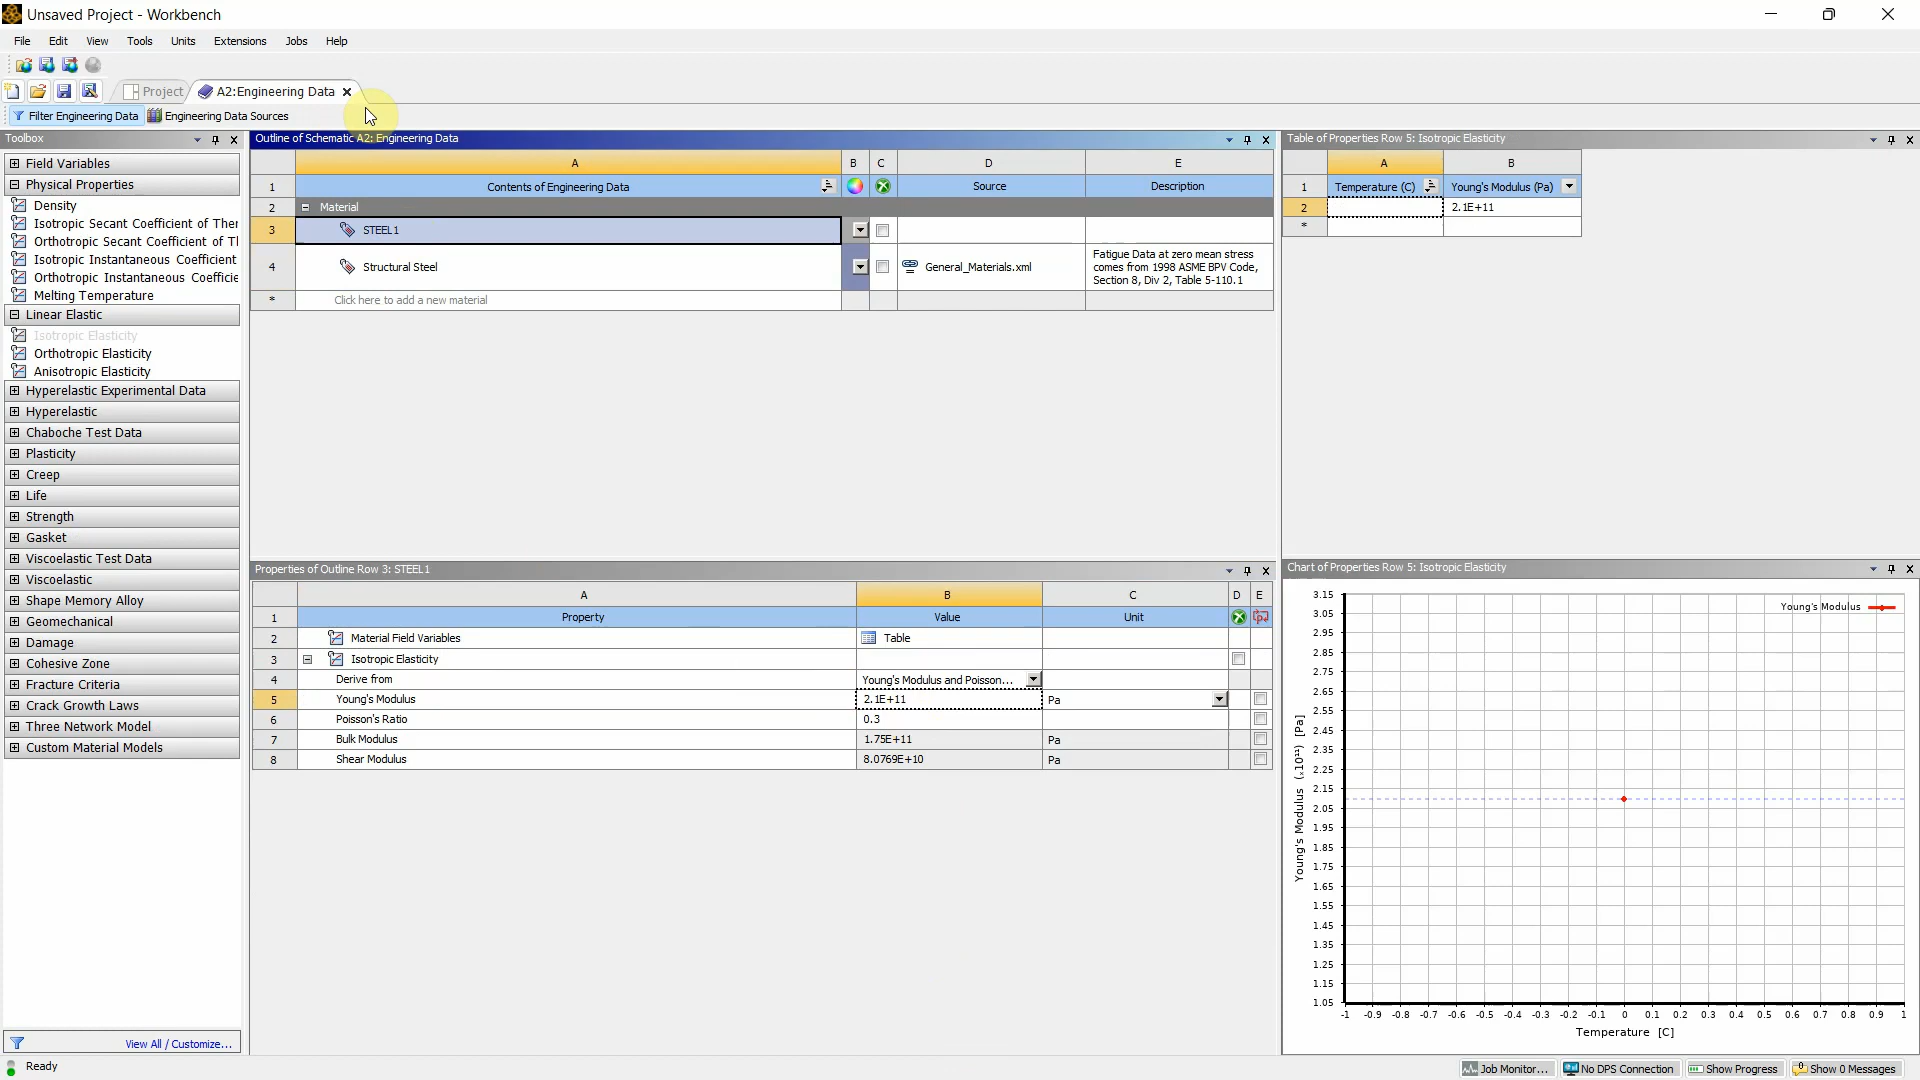 Unsaved Project - Workbench
File Edit View Tools Units Extensions Jobs Help
Project A2:Engineering Data
Filter Engineering Data Engineering Data Sources
Toolbox
Field Variables
Physical Properties
Density
Isotropic Secant Coefficient of Ther
Orthotropic Secant Coefficient of Tl
Isotropic Instantaneous Coefficient
Orthotropic Instantaneous Coefficie
Melting Temperature
Linear Elastic
Isotropic Elasticity
Orthotropic Elasticity
Anisotropic Elasticity
Hyperelastic Experimental Data
Hyperelastic
Chaboche Test Data
Plasticity
Creep
Life
Strength
Gasket
Viscoelastic Test Data
Viscoelastic
Shape Memory Alloy
Geomechanical
Damage
Cohesive Zone
Fracture Criteria
Crack Growth Laws
Three Network Model
Custom Material Models
View All / Customize...
Outline of Schematic A2: Engineering Data
A B C D E
1 Contents of Engineering Data Source Description
2 Material
3 STEEL1
4 Structural Steel General_Materials.xml Fatigue Data at zero mean stress
comes from 1998 ASME BPV Code,
Section 8, Div 2, Table 5-110.1
* Click here to add a new material
Properties of Outline Row 3: STEEL1
A B C D E
1 Property Value Unit
2 Material Field Variables Table
3 Isotropic Elasticity
4 Derive from Young's Modulus and Poisson...
5 Young's Modulus 2.1E+11 Pa
6 Poisson's Ratio 0.3
7 Bulk Modulus 1.75E+11 Pa
8 Shear Modulus 8.0769E+10 Pa
Table of Properties Row 5: Isotropic Elasticity
A B
1 Temperature (C) Young's Modulus (Pa)
2 2.1E+11
*
Chart of Properties Row 5: Isotropic Elasticity
Young's Modulus
3.15
3.05
2.95
2.85
2.75
2.65
2.55
2.45
2.35
2.25
2.15
2.05
1.95
1.85
1.75
1.65
1.55
1.45
1.35
1.25
1.15
1.05
Young's Modulus (.10¹¹) [Pa]
-1 -0.9 -0.8 -0.7 -0.6 -0.5 -0.4 -0.3 -0.2 -0.1 0 0.1 0.2 0.3 0.4 0.5 0.6 0.7 0.8 0.9 1
Temperature [C]
Ready
Job Monitor... No DPS Connection Show Progress Show 0 Messages